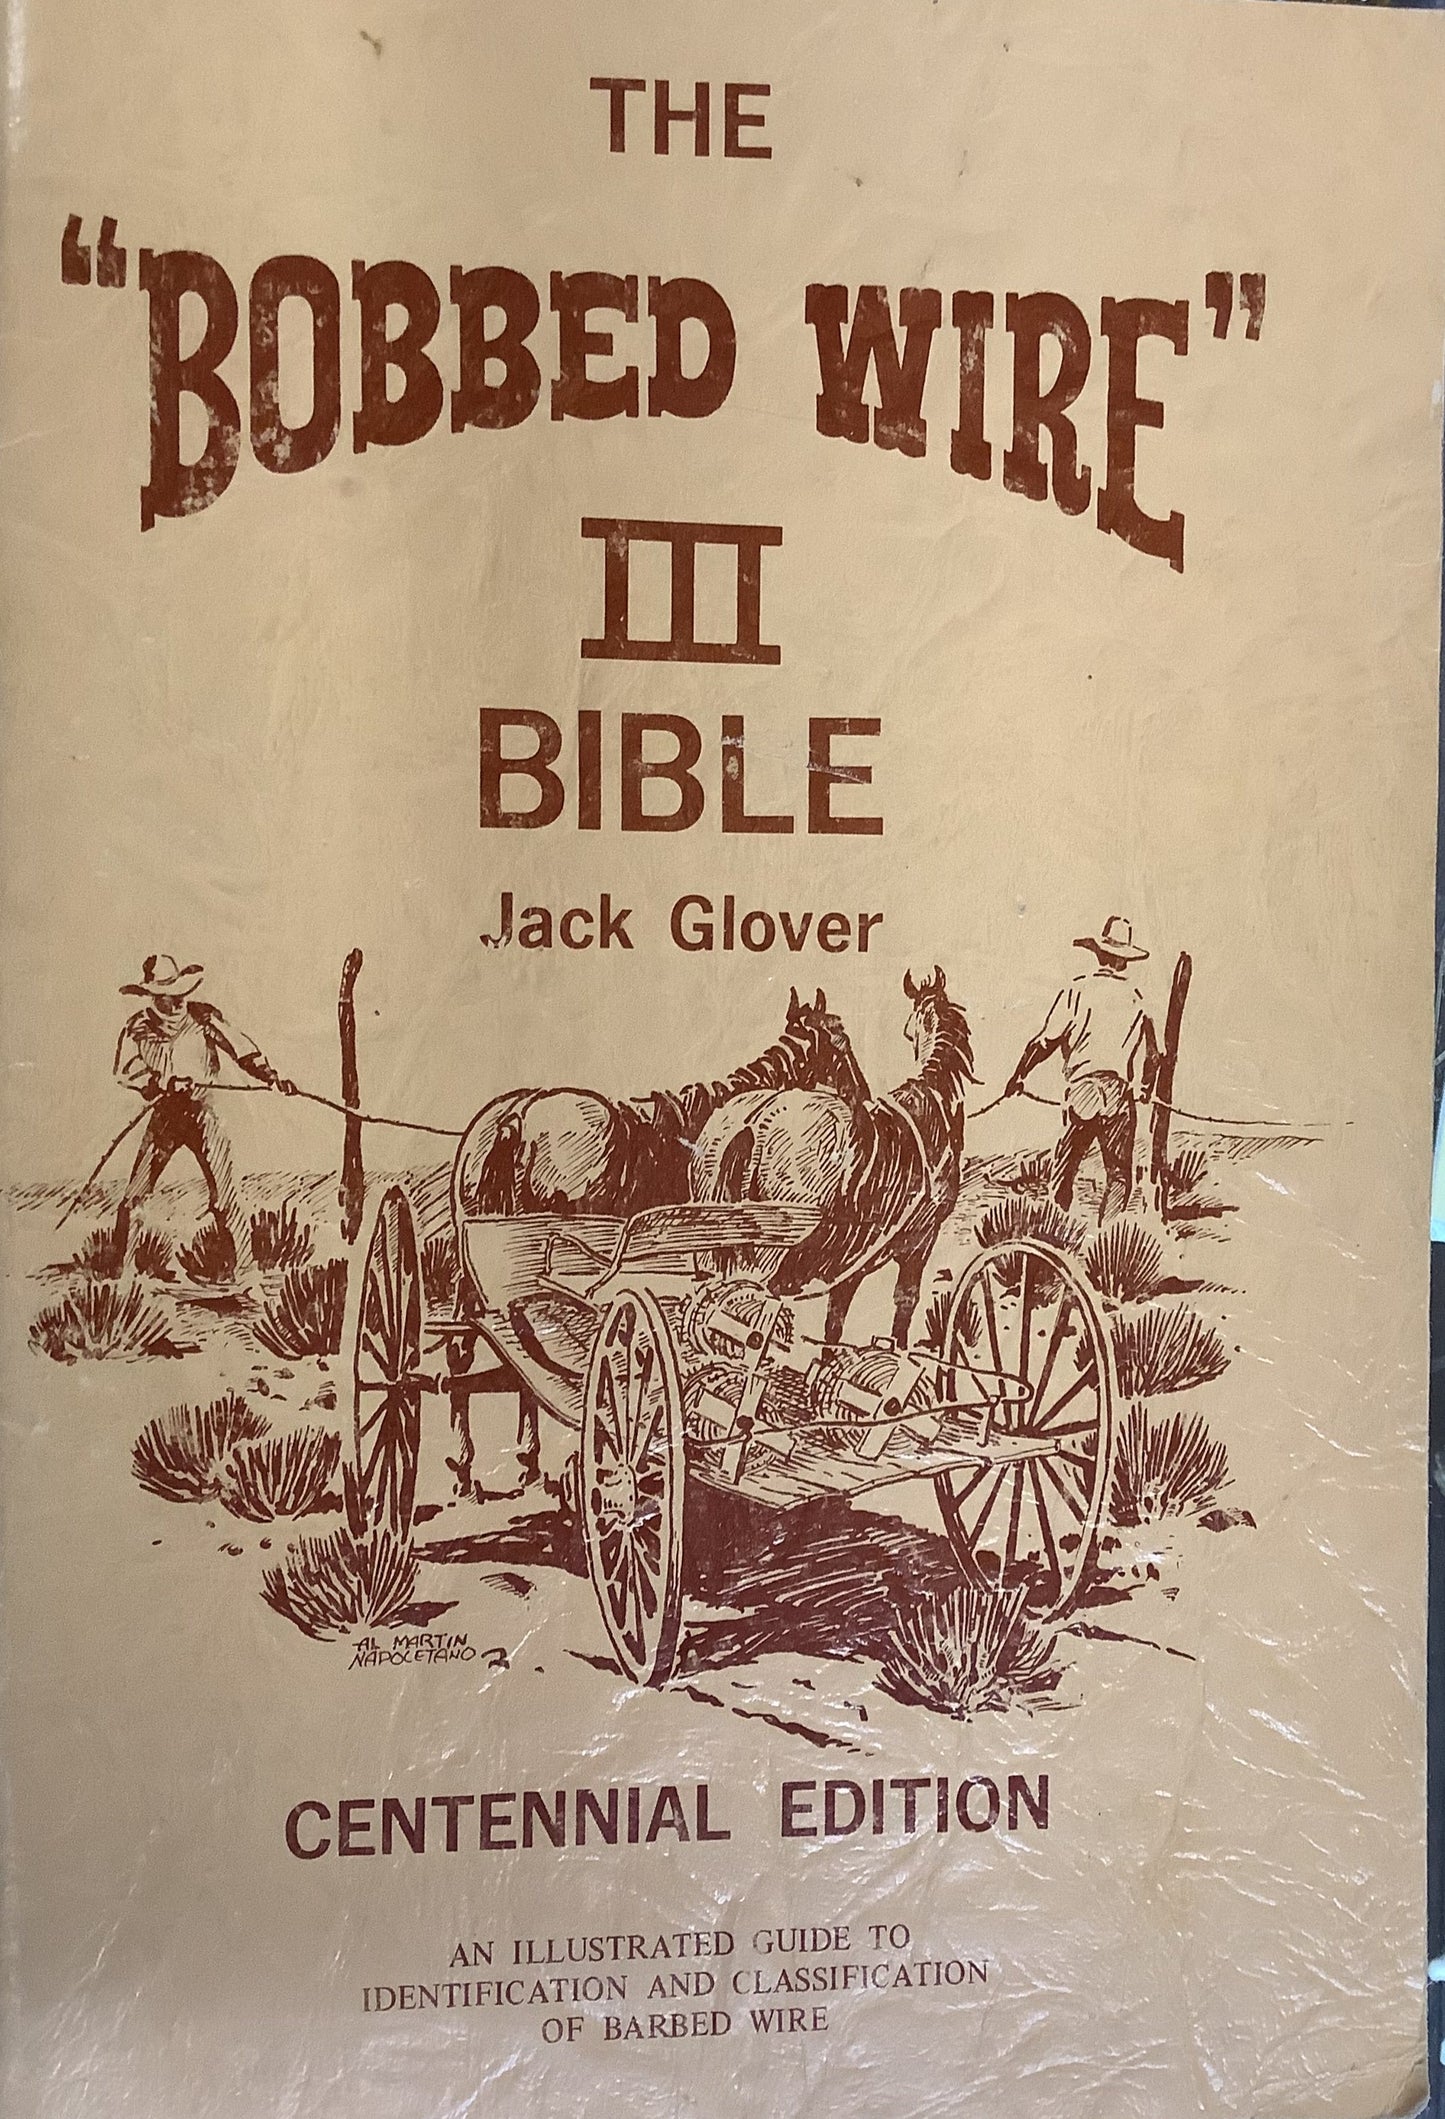 THE
“BOBBED WIRE”
III
BIBLE
Jack Glover
AL MARTIN
NAPOLETANO
CENTENNIAL EDITION
AN ILLUSTRATED GUIDE TO
IDENTIFICATION AND CLASSIFICATION
OF BARBED WIRE